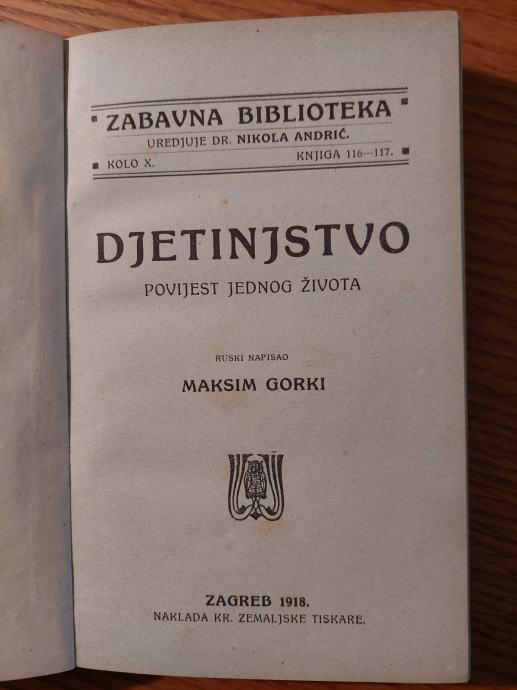 ZABAVNA BIBLIOTEKA
UREDJUJE DR. NIKOLA ANDRIĆ.
KOLO X. KNJIGA 116—117.
DJETINJSTVO
POVIJEST JEDNOG ŽIVOTA
RUSKI NAPISAO
MAKSIM GORKI
ZAGREB 1918.
NAKLADA KR. ZEMALJSKE TISKARE.